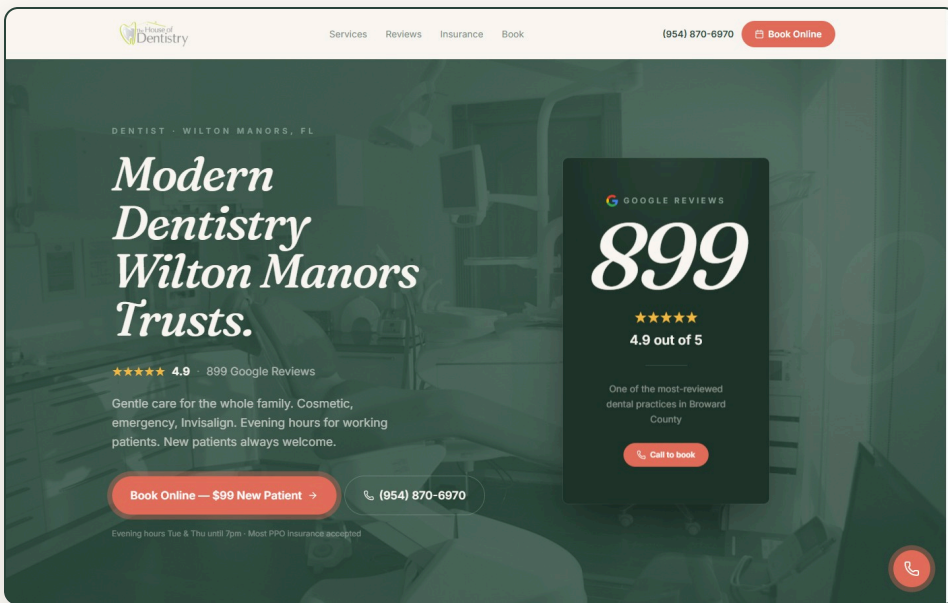 The House of
Dentistry
Services
Reviews
Insurance
Book
(954) 870-6970
Book Online
DENTIST · WILTON MANORS, FL
Modern
Dentistry
Wilton Manors
Trusts.
★★★★★ 4.9 · 899 Google Reviews
Gentle care for the whole family. Cosmetic,
emergency, Invisalign. Evening hours for working
patients. New patients always welcome.
Book Online — $99 New Patient →
(954) 870-6970
Evening hours Tue & Thu until 7pm · Most PPO Insurance accepted
GOOGLE REVIEWS
899
★★★★★
4.9 out of 5
One of the most-reviewed
dental practices in Broward
County
Call to book